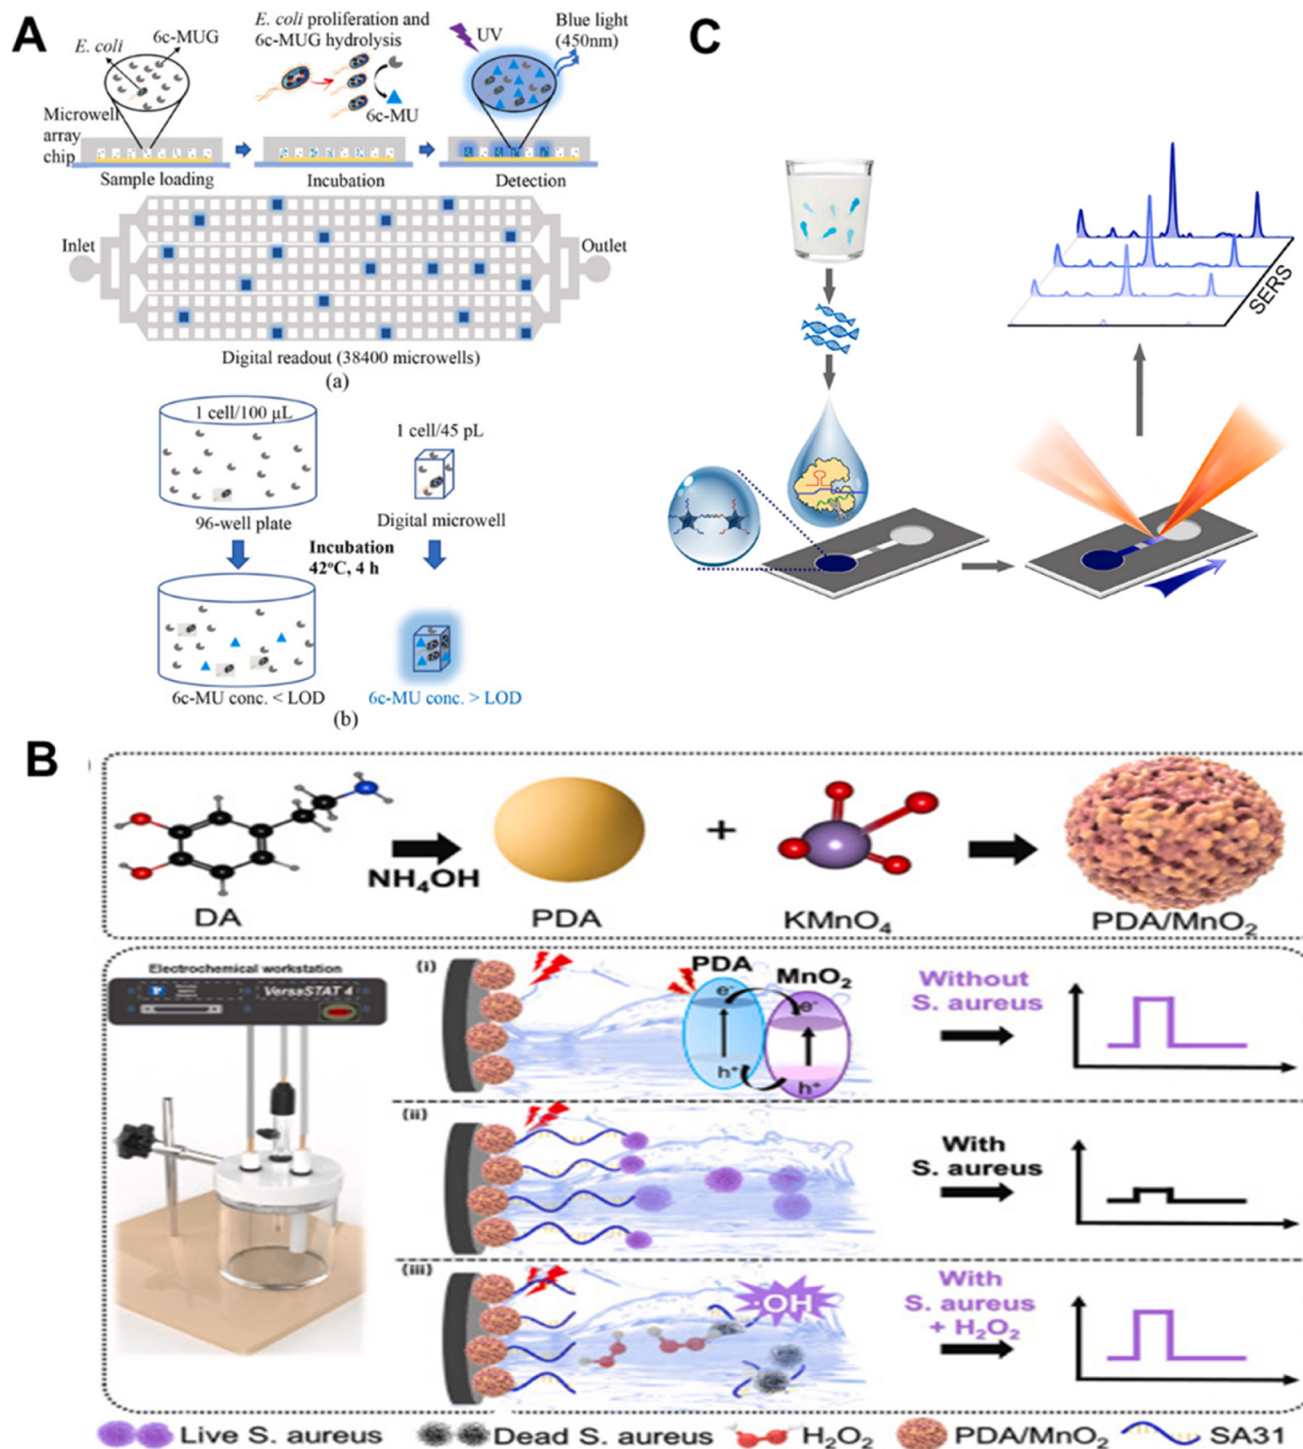 A
E. coli
6c-MUG
E. coli proliferation and
6c-MUG hydrolysis
UV
Blue light
(450nm)
6c-MU
Microwell
array
chip
Sample loading
Incubation
Detection
Inlet
Outlet
Digital readout (38400 microwells)
(a)
1 cell/100 μL
1 cell/45 pL
96-well plate
Digital microwell
Incubation
42°C, 4 h
6c-MU conc. < LOD
6c-MU conc. > LOD
(b)
C
SERS
B
DA
NH₄OH
PDA
+
KMnO₄
PDA/MnO₂
Electrochemical workstation
VersaSTAT 4
(i)
PDA
MnO₂
e⁻
e⁻
h⁺
h⁺
Without
S. aureus
(ii)
With
S. aureus
(iii)
·OH
With
S. aureus
+ H₂O₂
Live S. aureus
Dead S. aureus
H₂O₂
PDA/MnO₂
SA31